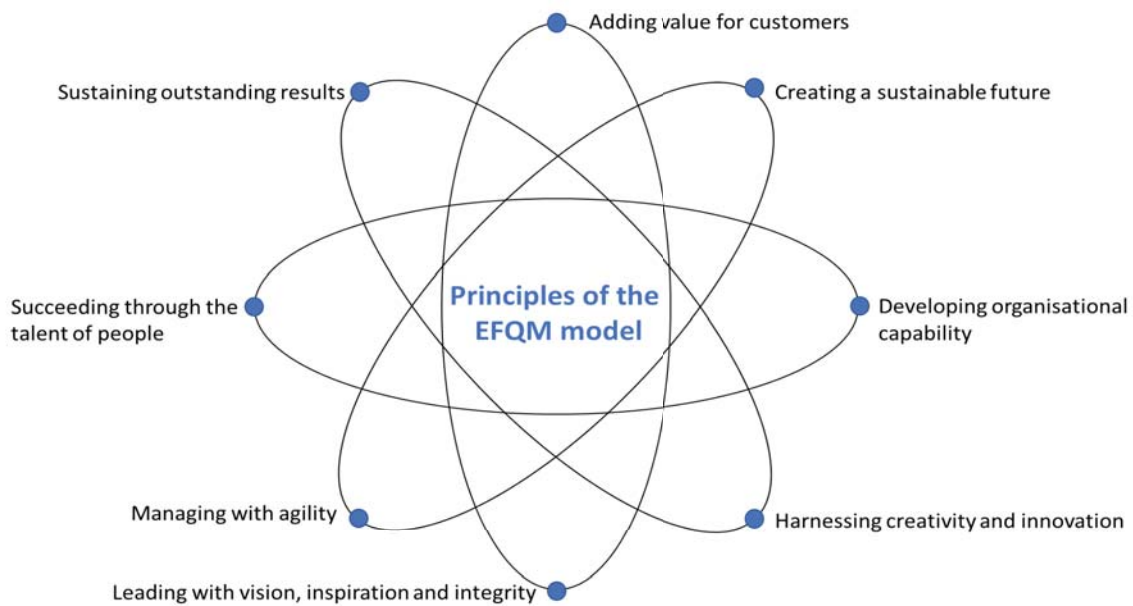 Adding value for customers
Sustaining outstanding results
Creating a sustainable future
Principles of the
EFQM model
Succeeding through the
talent of people
Developing organisational
capability
Managing with agility
Harnessing creativity and innovation
Leading with vision, inspiration and integrity